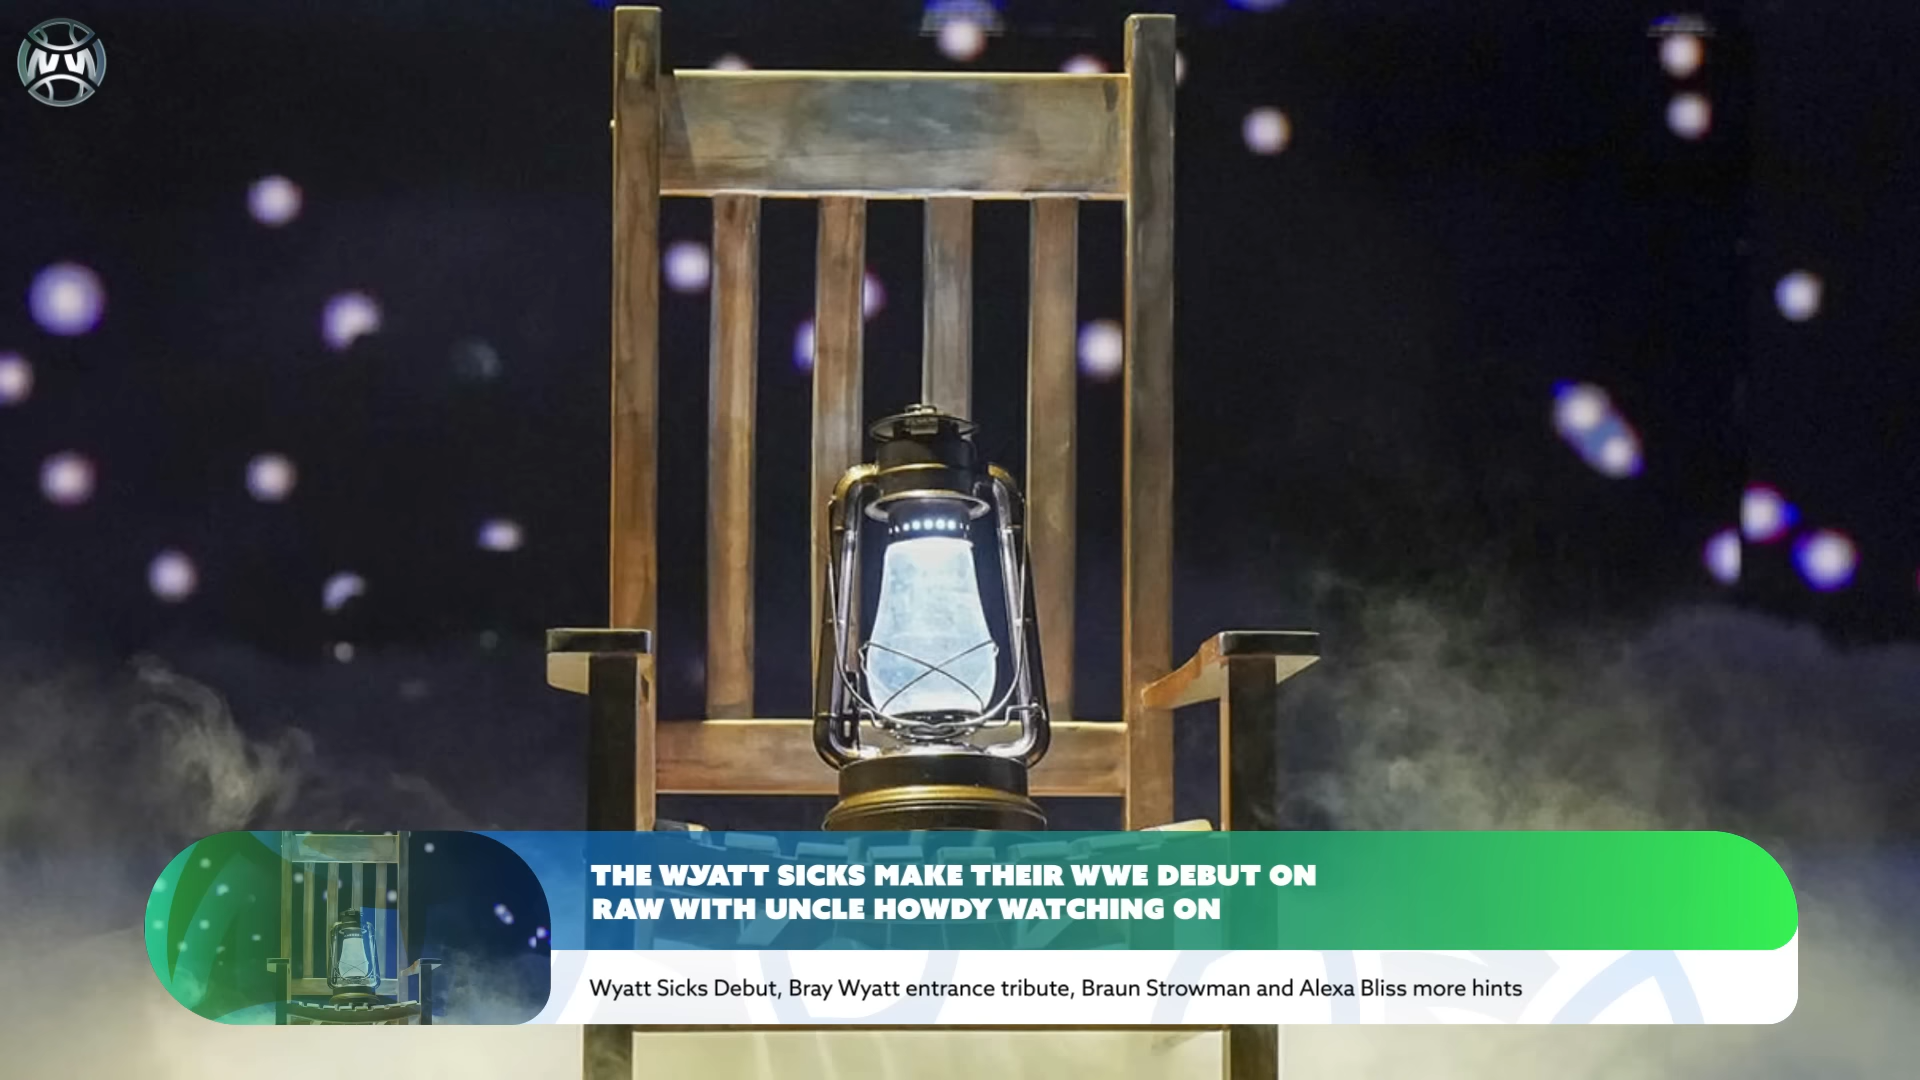 THE WYATT SICKS MAKE THEIR WWE DEBUT ON
RAW WITH UNCLE HOWDY WATCHING ON
Wyatt Sicks Debut, Bray Wyatt entrance tribute, Braun Strowman and Alexa Bliss more hints